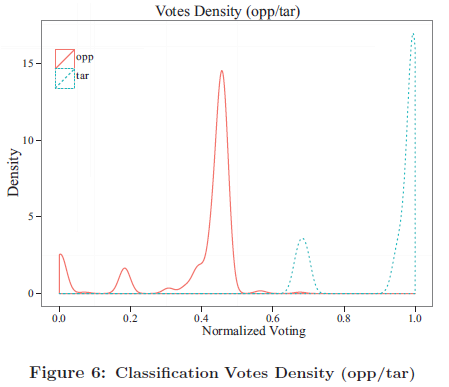 Votes Density (opp/tar)
opp
tar
15
10
5
0
Density
0.0 0.2 0.4 0.6 0.8 1.0
Normalized Voting
Figure 6: Classification Votes Density (opp/tar)